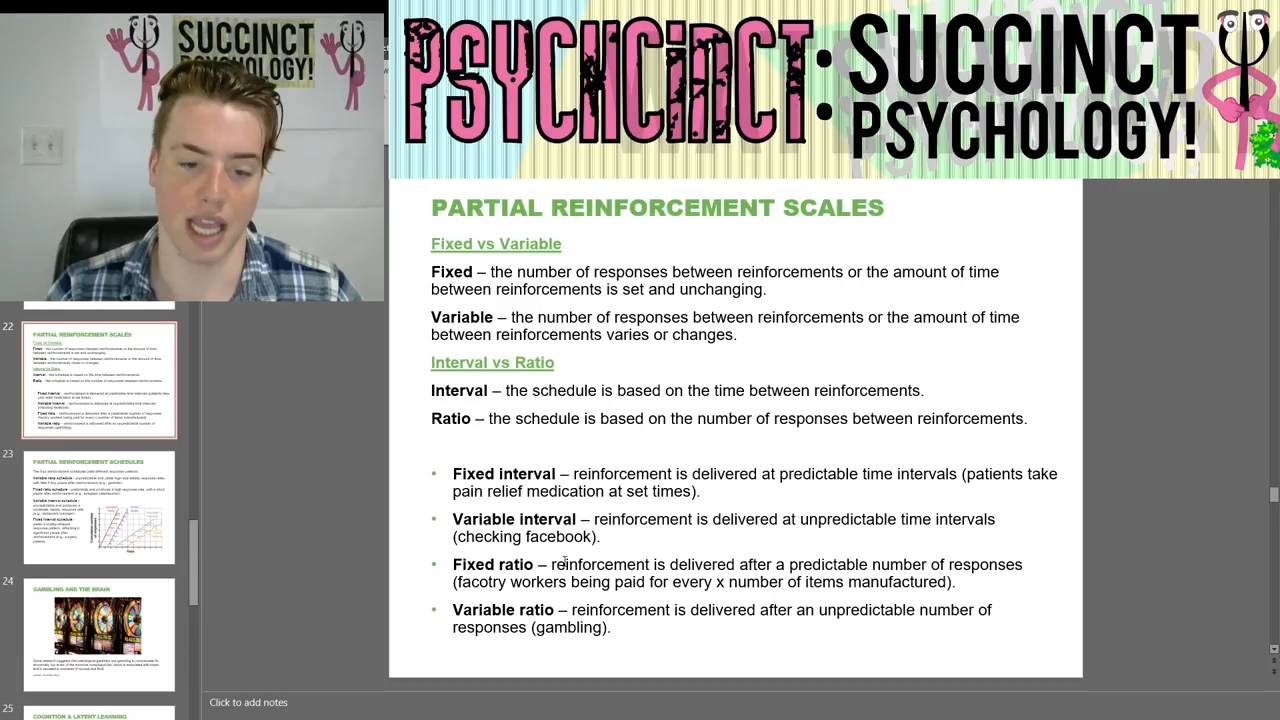 SUCCINCT
PSYCHOLOGY!
PSYCHCINCT: SUCCINCT
PSYCHOLOGY!
PARTIAL REINFORCEMENT SCALES
Fixed vs Variable
Fixed – the number of responses between reinforcements or the amount of time
between reinforcements is set and unchanging.
Variable – the number of responses between reinforcements or the amount of time
between reinforcements varies or changes.
Interval vs Ratio
Interval – the schedule is based on the time between reinforcements.
Ratio – the schedule is based on the number of responses between reinforcements.
• Fixed interval – reinforcement is delivered at predictable time intervals (patients take
pain relief medication at set times).
• Variable interval – reinforcement is delivered at unpredictable time intervals
(checking facebook).
• Fixed ratio – reinforcement is delivered after a predictable number of responses
(factory workers being paid for every x number of items manufactured).
• Variable ratio – reinforcement is delivered after an unpredictable number of
responses (gambling).
22
PARTIAL REINFORCEMENT SCALES
23
PARTIAL REINFORCEMENT SCHEDULES
24
GAMBLING AND THE BRAIN
25
COGNITION & LATENT LEARNING
Click to add notes